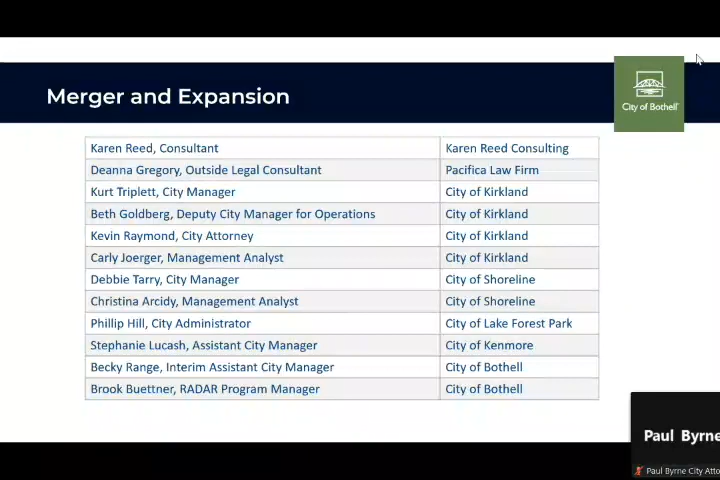 Merger and Expansion
City of Bothell
Karen Reed, Consultant Karen Reed Consulting
Deanna Gregory, Outside Legal Consultant Pacifica Law Firm
Kurt Triplett, City Manager City of Kirkland
Beth Goldberg, Deputy City Manager for Operations City of Kirkland
Kevin Raymond, City Attorney City of Kirkland
Carly Joerger, Management Analyst City of Kirkland
Debbie Tarry, City Manager City of Shoreline
Christina Arcidy, Management Analyst City of Shoreline
Phillip Hill, City Administrator City of Lake Forest Park
Stephanie Lucash, Assistant City Manager City of Kenmore
Becky Range, Interim Assistant City Manager City of Bothell
Brook Buettner, RADAR Program Manager City of Bothell
Paul Byrne
Paul Byrne City Atto